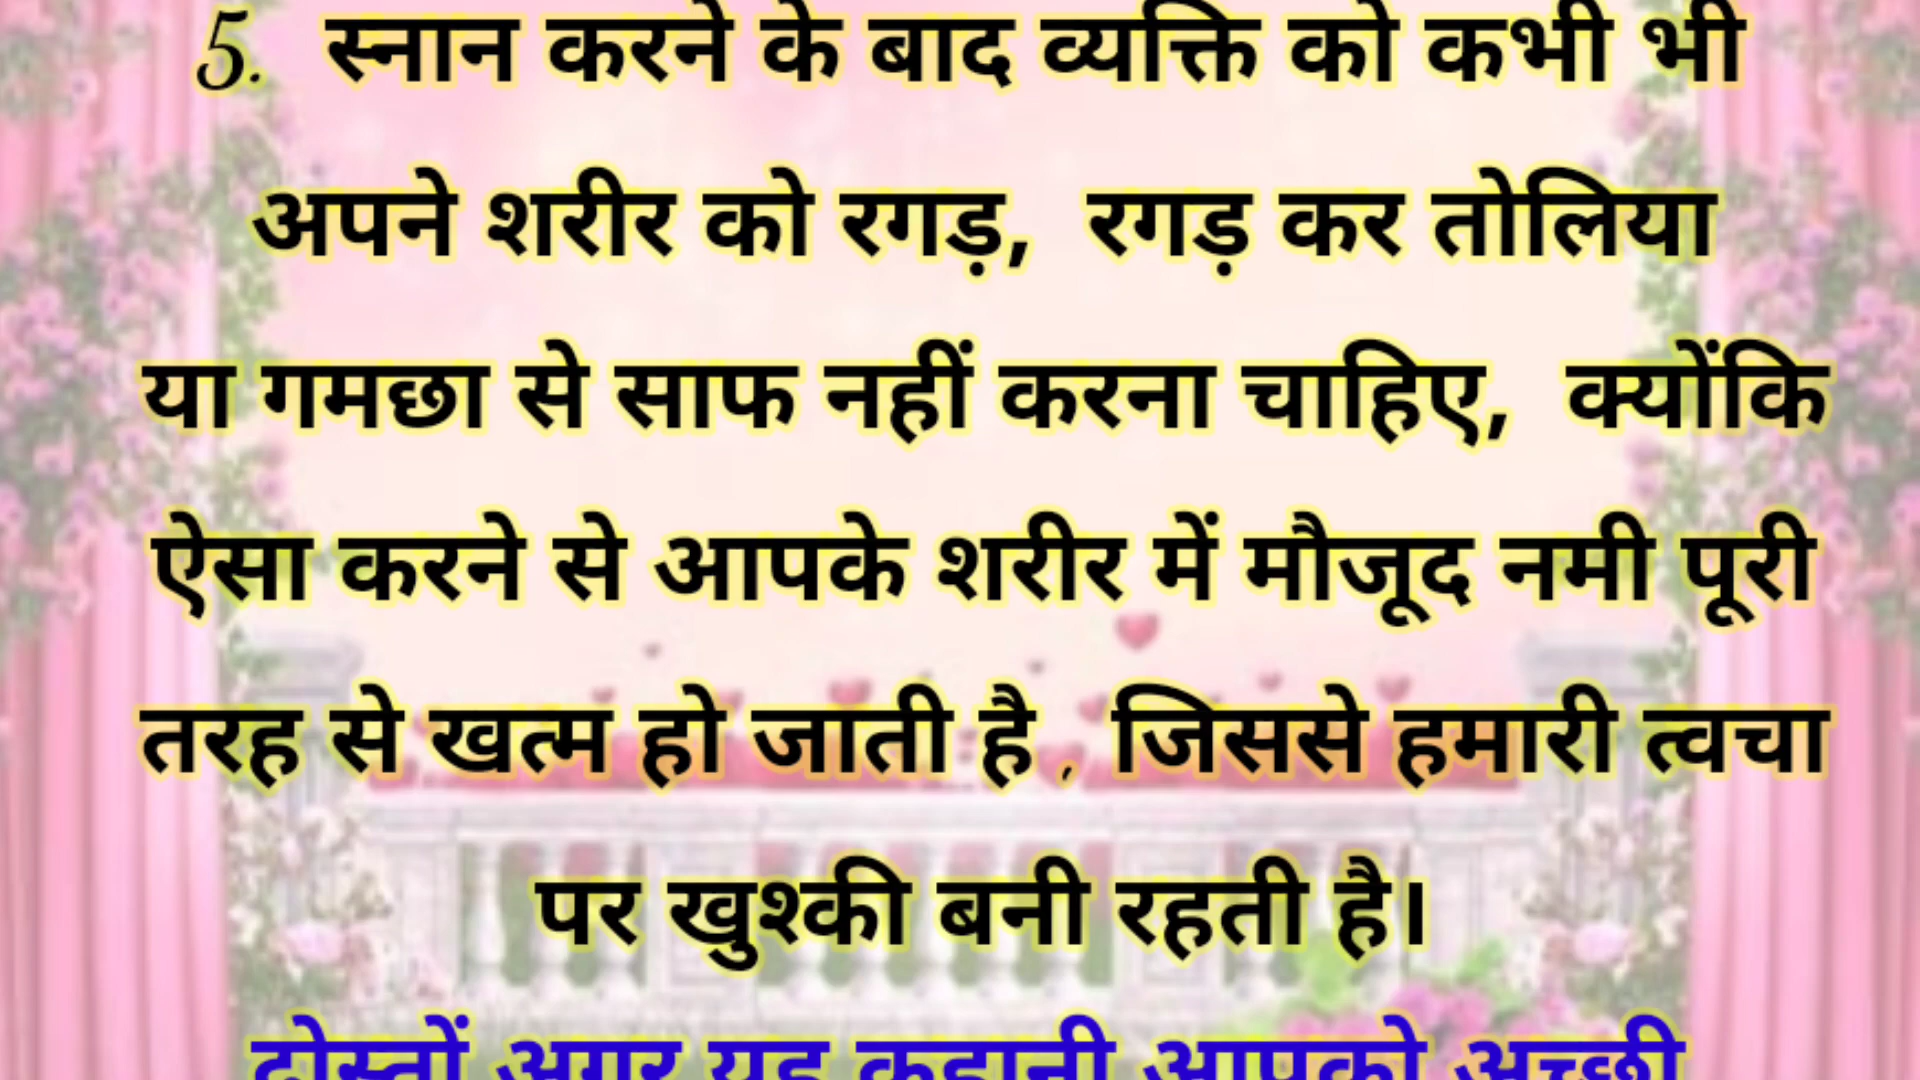 5. स्नान करने के बाद व्यक्ति को कभी भी
अपने शरीर को रगड़, रगड़ कर तोलिया
या गमछा से साफ नहीं करना चाहिए, क्योंकि
ऐसा करने से आपके शरीर में मौजूद नमी पूरी
तरह से खत्म हो जाती है , जिससे हमारी त्वचा
पर खुश्की बनी रहती है।
दोस्तों अगर यह कहानी आपको अच्छी